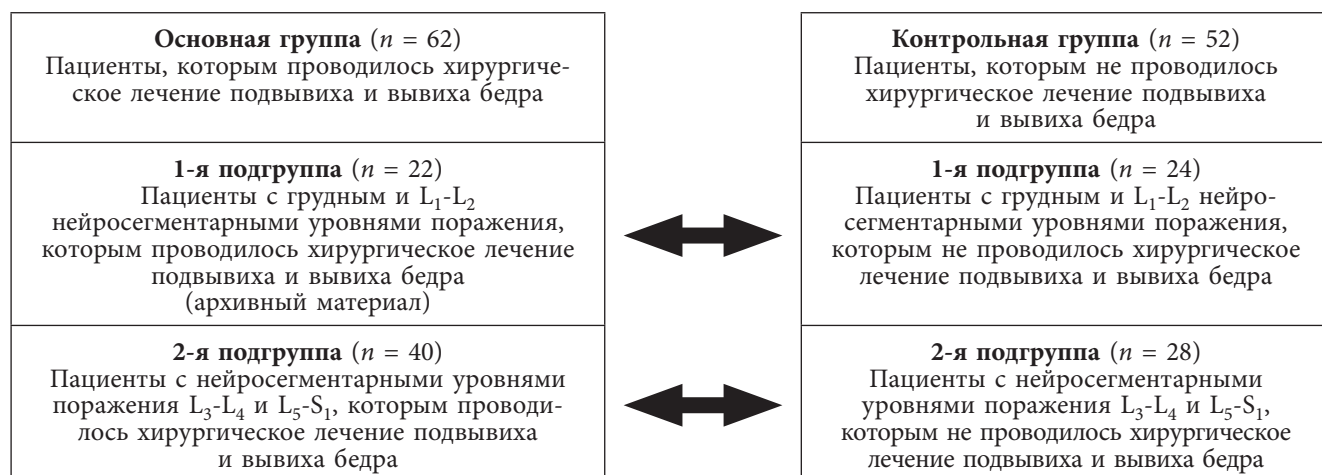 Основная группа (n = 62)
Пациенты, которым проводилось хирургиче-
ское лечение подвывиха и вывиха бедра
Контрольная группа (n = 52)
Пациенты, которым не проводилось
хирургическое лечение подвывиха
и вывиха бедра
1-я подгруппа (n = 22)
Пациенты с грудным и L₁-L₂
нейросегментарными уровнями поражения,
которым проводилось хирургическое лечение
подвывиха и вывиха бедра
(архивный материал)
1-я подгруппа (n = 24)
Пациенты с грудным и L₁-L₂ нейро-
сегментарными уровнями поражения,
которым не проводилось хирургическое
лечение подвывиха и вывиха бедра
2-я подгруппа (n = 40)
Пациенты с нейросегментарными уровнями
поражения L₃-L₄ и L₅-S₁, которым проводи-
лось хирургическое лечение подвывиха
и вывиха бедра
2-я подгруппа (n = 28)
Пациенты с нейросегментарными
уровнями поражения L₃-L₄ и L₅-S₁,
которым не проводилось хирургическое
лечение подвывиха и вывиха бедра